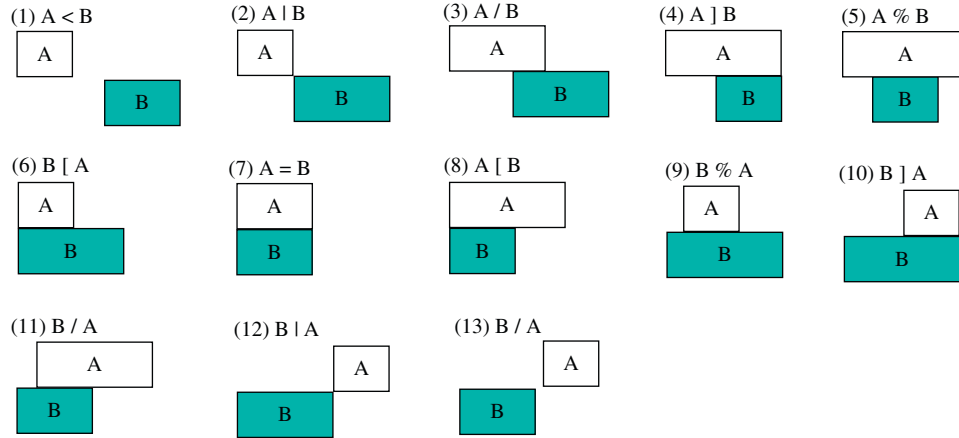 (1) A < B
(2) A | B
(3) A / B
(4) A ] B
(5) A % B
A
A
A
A
A
B
B
B
B
B
(6) B [ A
(7) A = B
(8) A [ B
(9) B % A
(10) B ] A
A
A
A
A
A
B
B
B
B
B
(11) B / A
(12) B | A
(13) B / A
A
A
A
B
B
B